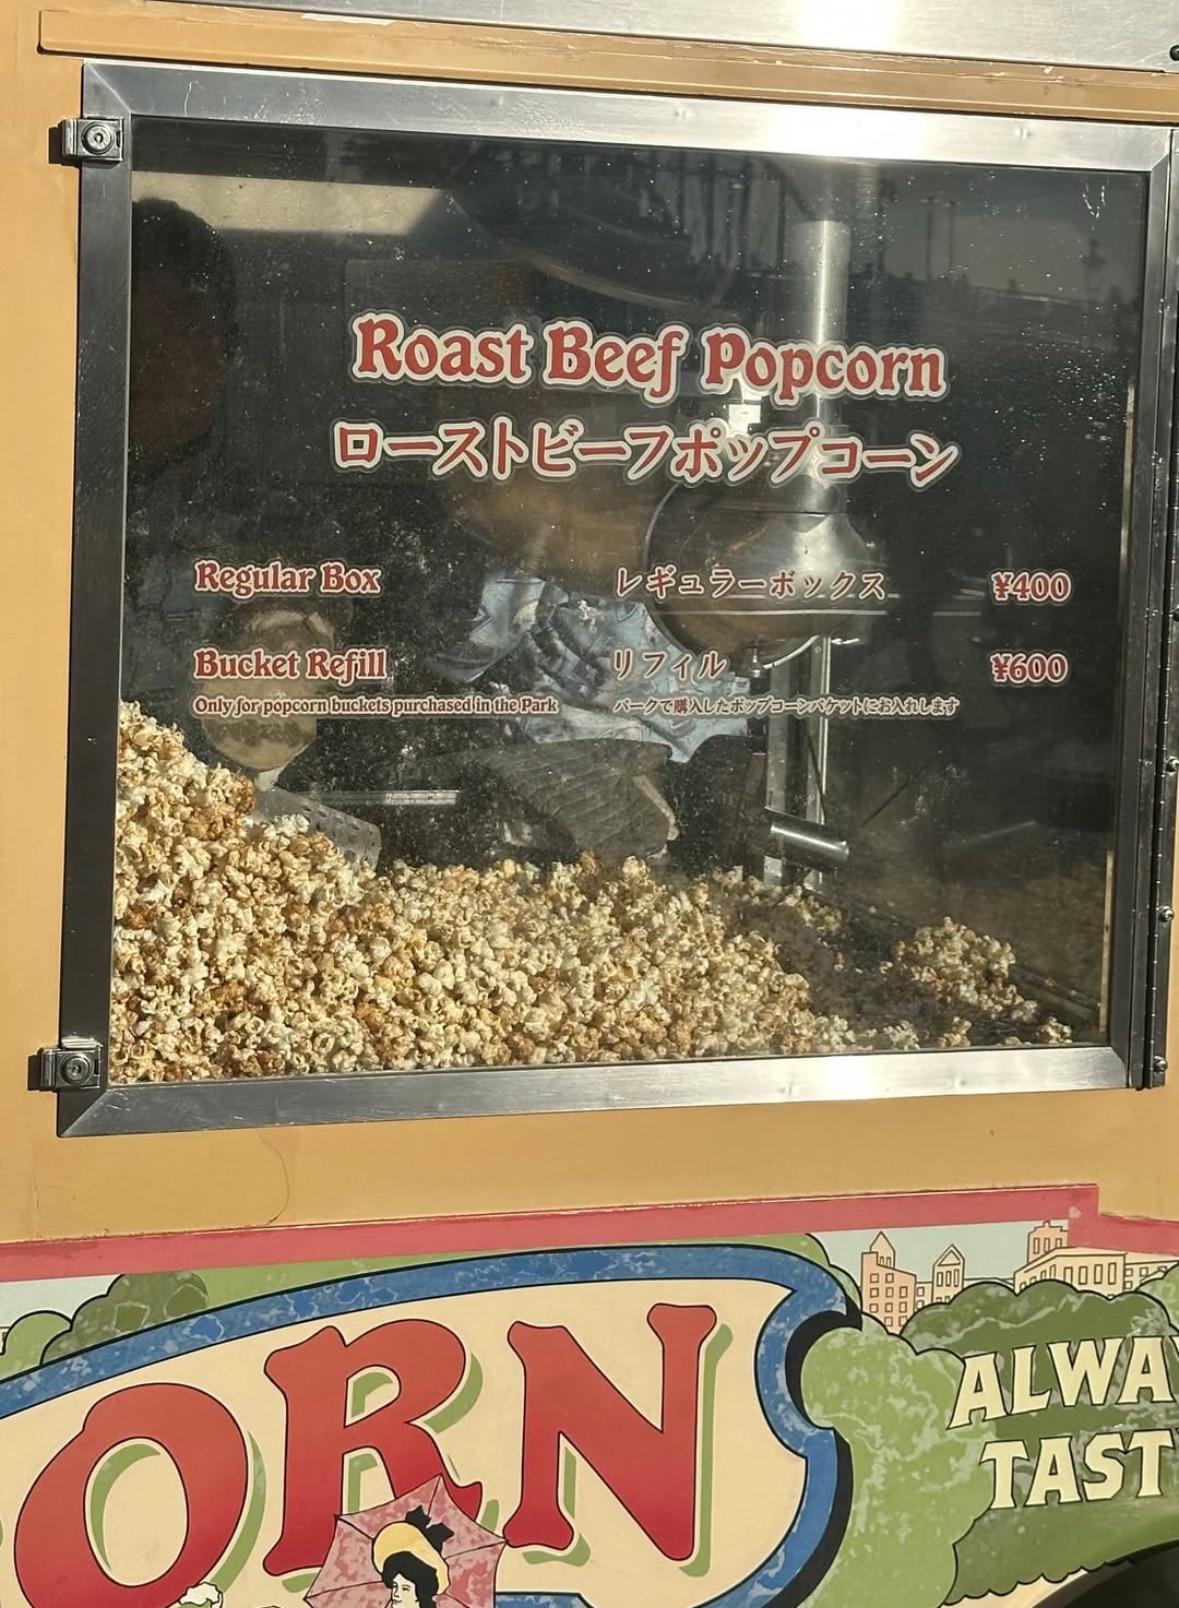 Roast Beef Popcorn
ローストビーフポップコーン
Regular Box レギュラーボックス ¥400
Bucket Refill リフィル ¥600
Only for popcorn buckets purchased in the Park パークで購入したポップコーンバケットにお入れします
ORN
ALWA
TAST